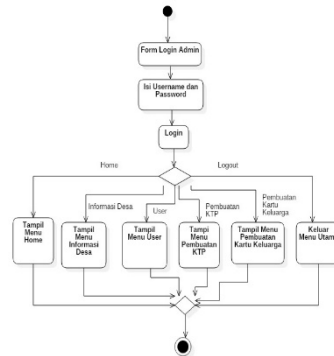 Form Login Admin
Isi Username dan
Password
Login
Home
Logout
Informasi Desa
User
Pembuatan
KTP
Pembuatan
Kartu
Keluarga
Tampil
Menu
Home
Tampil
Menu
Informasi
Desa
Tampil
Menu User
Tampi
Menu
Pembuatan
KTP
Tampil Menu
Pembuatan
Kartu Keluarga
Keluar
Menu Utam